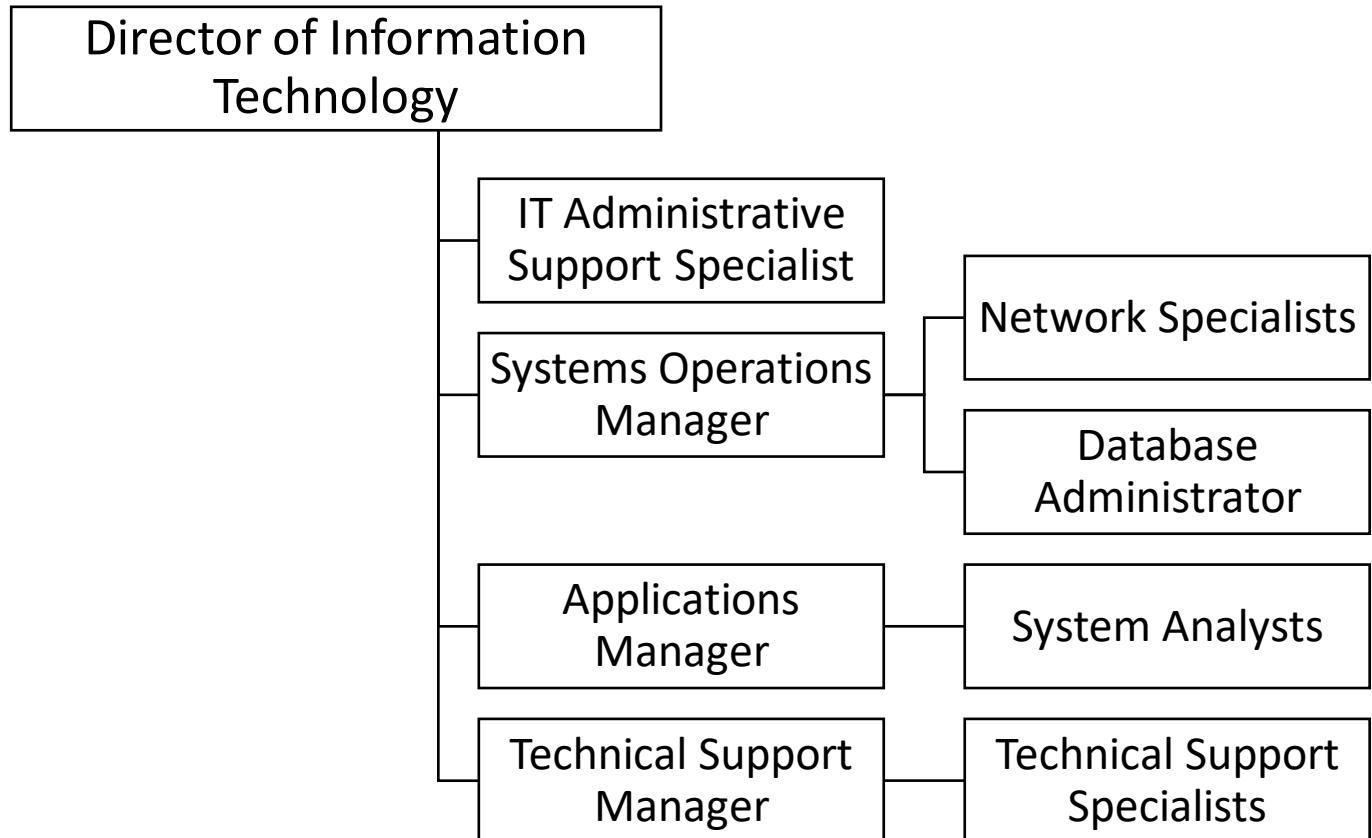 Director of Information
Technology
IT Administrative
Support Specialist
Systems Operations
Manager
Network Specialists
Database
Administrator
Applications
Manager
System Analysts
Technical Support
Manager
Technical Support
Specialists